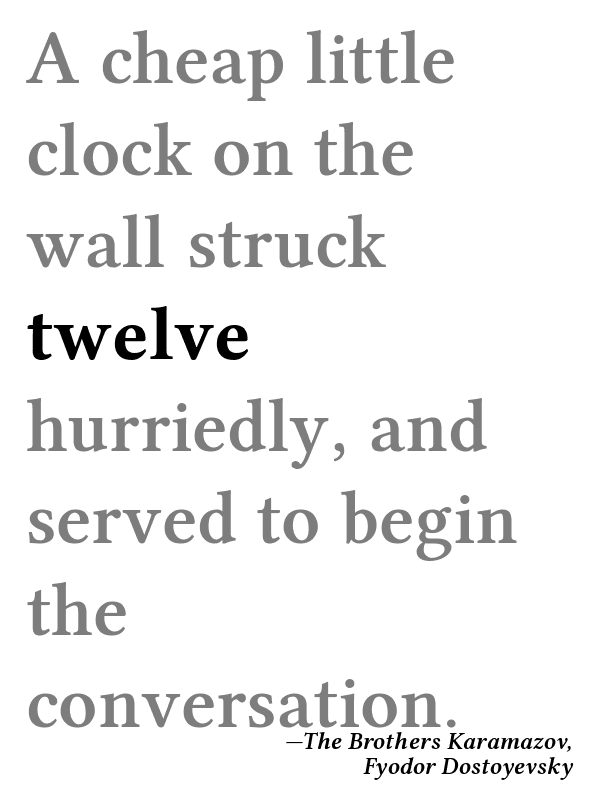 A cheap little
clock on the
wall struck
twelve
hurriedly, and
served to begin
the
conversation.
—The Brothers Karamazov,
Fyodor Dostoyevsky